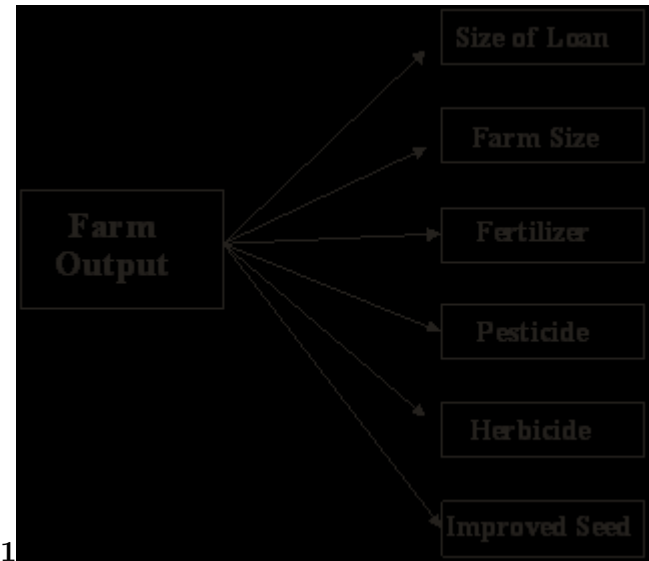 Size of Loan
Farm Size
Farm
Output
Fertilizer
Pesticide
Herbicide
Improved Seed
1